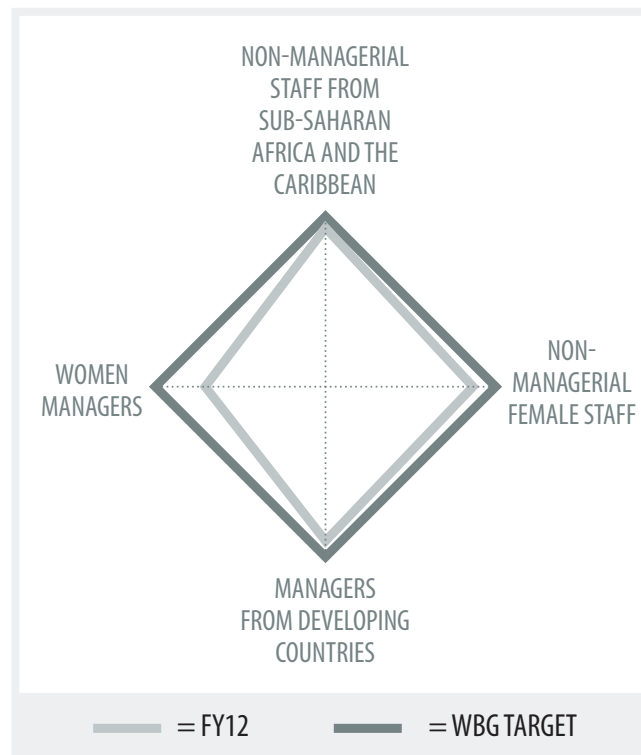 NON-MANAGERIAL
STAFF FROM
SUB-SAHARAN
AFRICA AND THE
CARIBBEAN
WOMEN
MANAGERS
NON-
MANAGERIAL
FEMALE STAFF
MANAGERS
FROM DEVELOPING
COUNTRIES
= FY12
= WBG TARGET